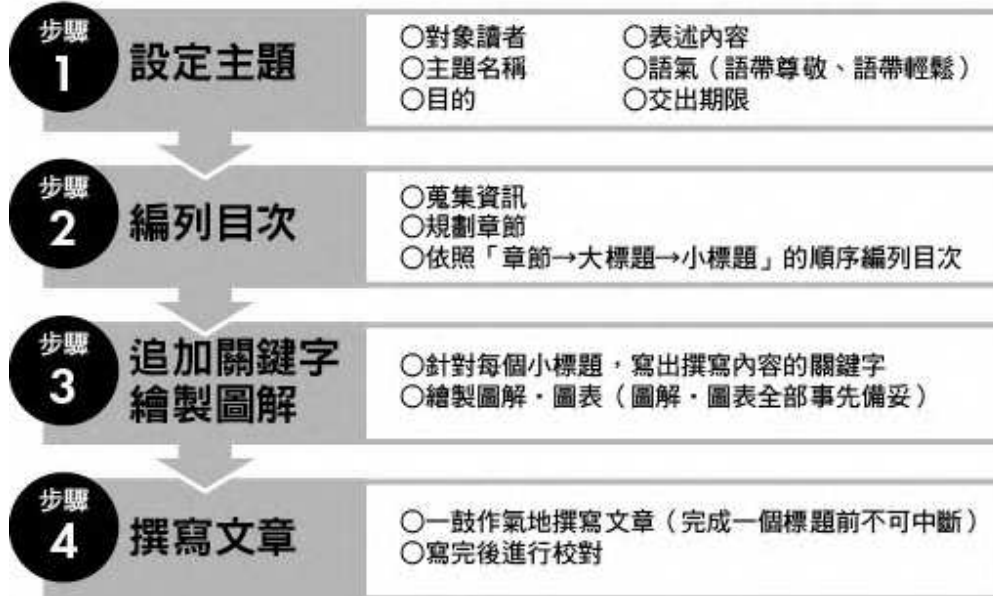 步驟
1
設定主題
○對象讀者
○主題名稱
○目的
○表述內容
○語氣（語帶尊敬、語帶輕鬆）
○交出期限
步驟
2
編列目次
○蒐集資訊
○規劃章節
○依照「章節→大標題→小標題」的順序編列目次
步驟
3
追加關鍵字
繪製圖解
○針對每個小標題，寫出撰寫內容的關鍵字
○繪製圖解・圖表（圖解・圖表全部事先備妥）
步驟
4
撰寫文章
○一鼓作氣地撰寫文章（完成一個標題前不可中斷）
○寫完後進行校對